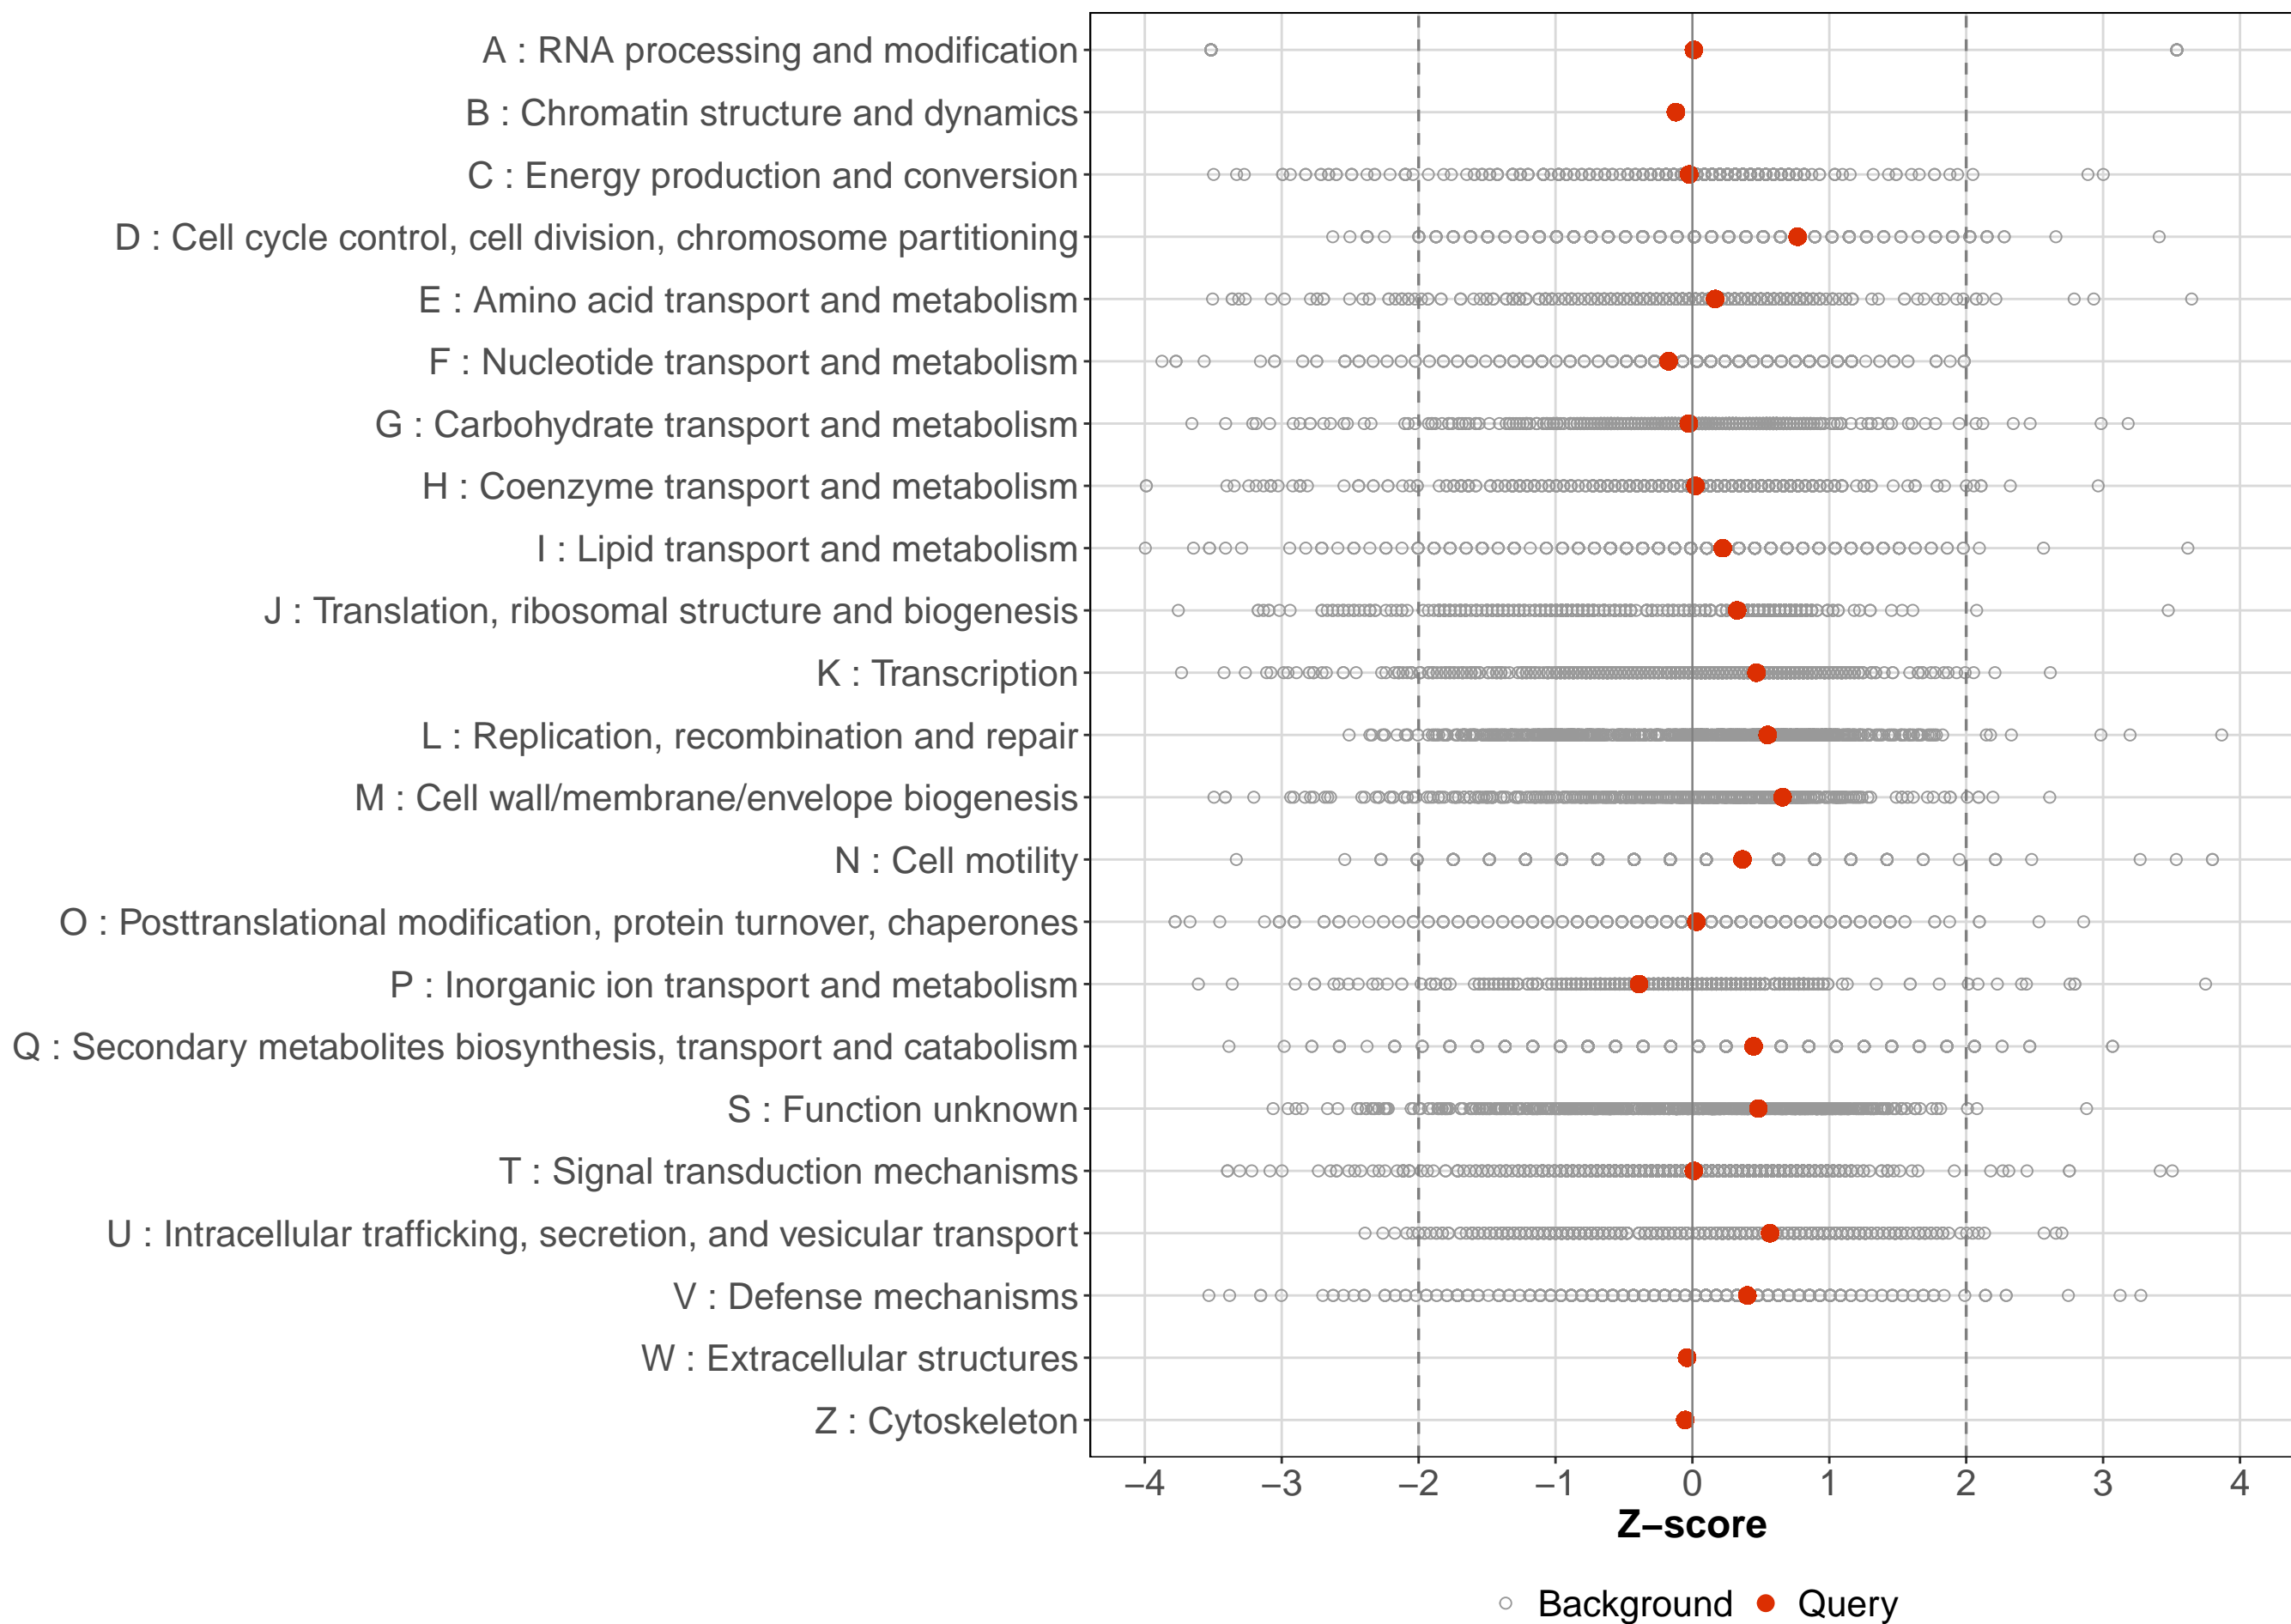 A : RNA processing and modification
B : Chromatin structure and dynamics
C : Energy production and conversion
D : Cell cycle control, cell division, chromosome partitioning
E : Amino acid transport and metabolism
F : Nucleotide transport and metabolism
G : Carbohydrate transport and metabolism
H : Coenzyme transport and metabolism
I : Lipid transport and metabolism
J : Translation, ribosomal structure and biogenesis
K : Transcription
L : Replication, recombination and repair
M : Cell wall/membrane/envelope biogenesis
N : Cell motility
O : Posttranslational modification, protein turnover, chaperones
P : Inorganic ion transport and metabolism
Q : Secondary metabolites biosynthesis, transport and catabolism
S : Function unknown
T : Signal transduction mechanisms
U : Intracellular trafficking, secretion, and vesicular transport
V : Defense mechanisms
W : Extracellular structures
Z : Cytoskeleton
−4 −3 −2 −1 0 1 2 3 4
Z−score
Background Query